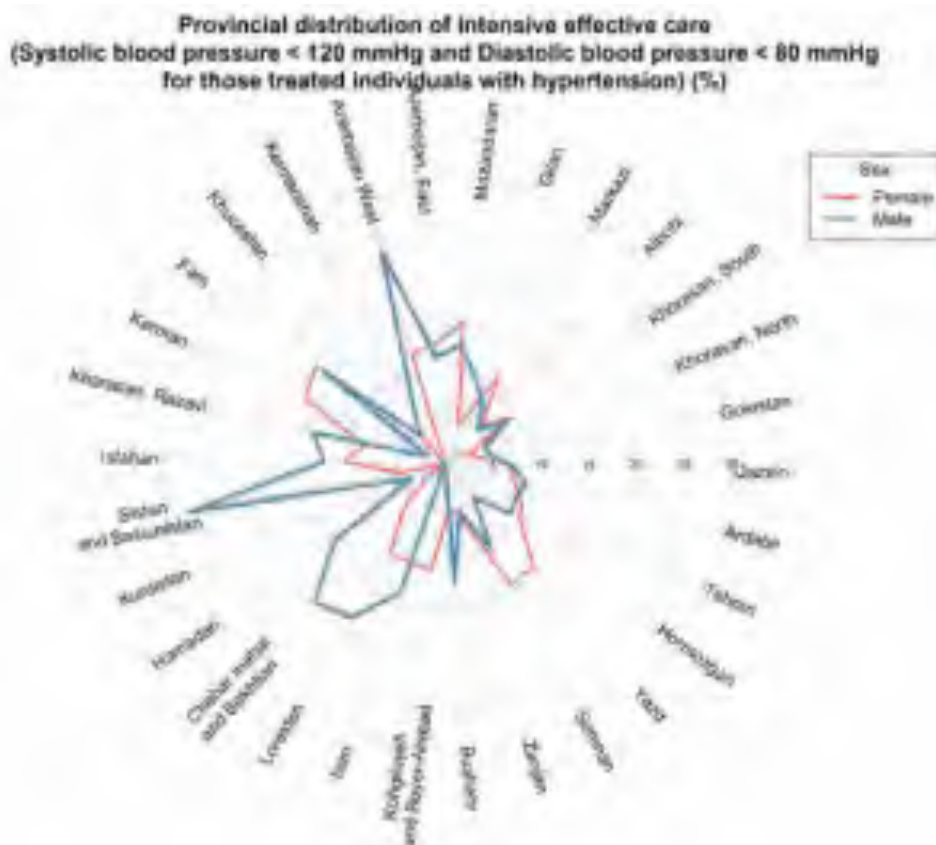 Provincial distribution of intensive effective care
(Systolic blood pressure < 120 mmHg and Diastolic blood pressure < 80 mmHg
for those treated individuals with hypertension) (%)
Sex
Female
Male
Azerbaijan West
Azerbaijan, East
Mazandaran
Gilan
Markazi
Alborz
Khorasan, South
Khorasan, North
Golestan
Qazvin
Ardabil
Tehran
Hormozgan
Yazd
Semnan
Zanjan
Bushehr
Kohgiluyeh
and Boyer-Ahmad
Ilam
Lorestan
Chahar mahal
and Bakhtiari
Hamadan
Kurdistan
Sistan
and Baluchistan
Isfahan
Khorasan, Razavi
Kerman
Fars
Khuzestan
Kermanshah